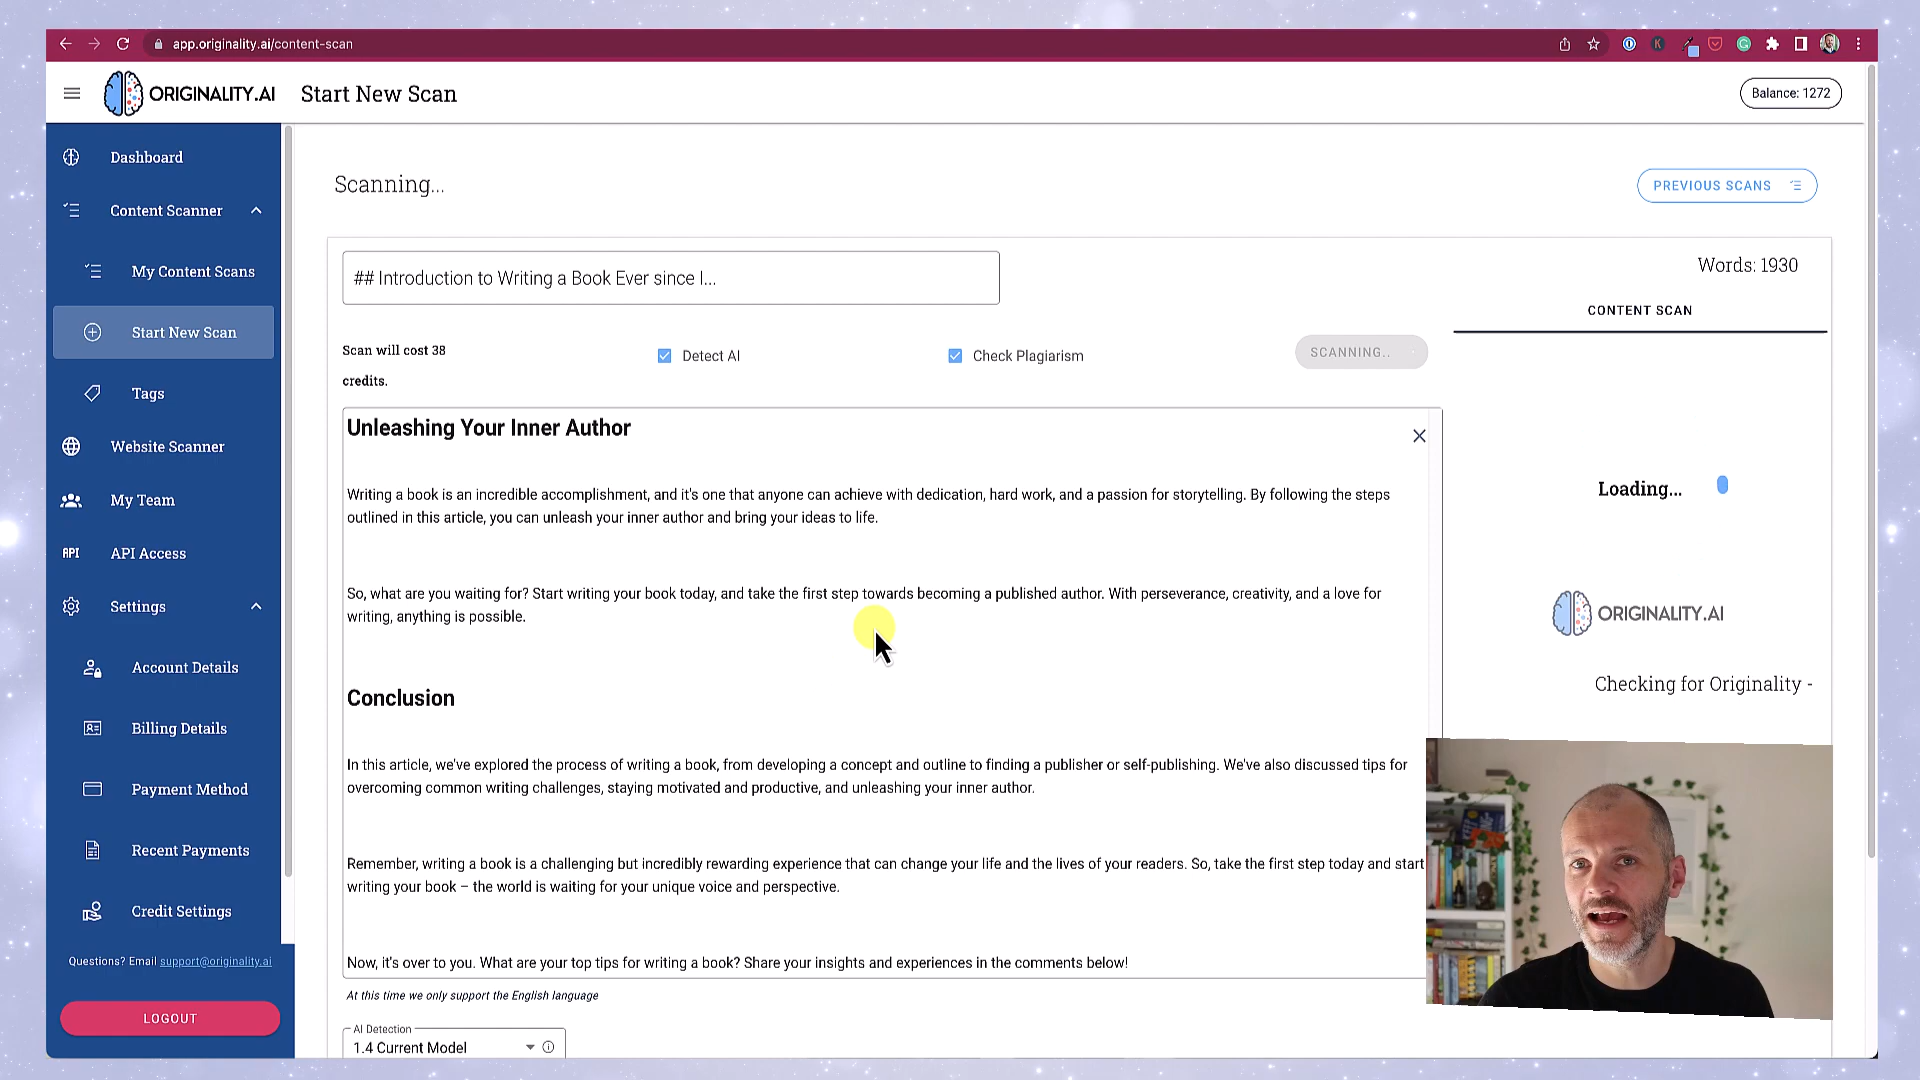 app.originality.ai/content-scan
ORIGINALITY.AI
Start New Scan
Balance: 1272
Dashboard
Content Scanner
My Content Scans
Start New Scan
Tags
Website Scanner
My Team
API
API Access
Settings
Account Details
Billing Details
Payment Method
Recent Payments
Credit Settings
Questions? Email support@originality.ai
LOGOUT
Scanning...
PREVIOUS SCANS
## Introduction to Writing a Book Ever since I...
Words: 1930
CONTENT SCAN
Scan will cost 38
credits.
Detect AI
Check Plagiarism
SCANNING..
Unleashing Your Inner Author
Writing a book is an incredible accomplishment, and it's one that anyone can achieve with dedication, hard work, and a passion for storytelling. By following the steps
outlined in this article, you can unleash your inner author and bring your ideas to life.
So, what are you waiting for? Start writing your book today, and take the first step towards becoming a published author. With perseverance, creativity, and a love for
writing, anything is possible.
Conclusion
In this article, we've explored the process of writing a book, from developing a concept and outline to finding a publisher or self-publishing. We've also discussed tips for
overcoming common writing challenges, staying motivated and productive, and unleashing your inner author.
Remember, writing a book is a challenging but incredibly rewarding experience that can change your life and the lives of your readers. So, take the first step today and start
writing your book – the world is waiting for your unique voice and perspective.
Now, it's over to you. What are your top tips for writing a book? Share your insights and experiences in the comments below!
At this time we only support the English language
AI Detection
1.4 Current Model
Loading...
ORIGINALITY.AI
Checking for Originality -